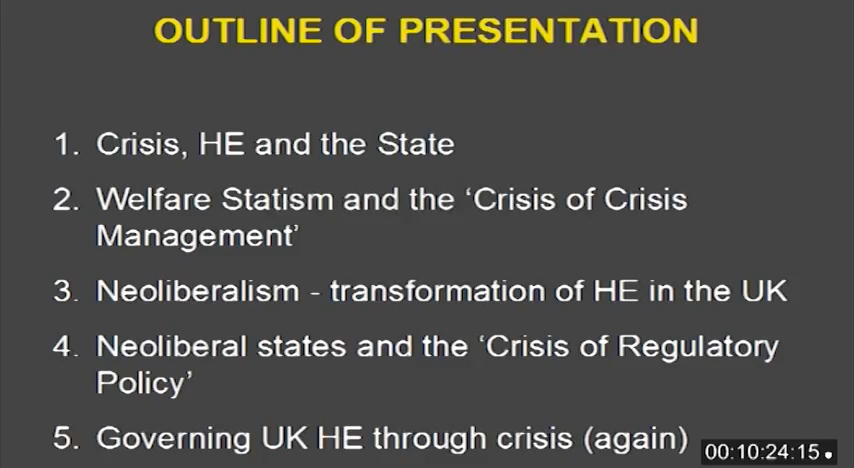 OUTLINE OF PRESENTATION
1. Crisis, HE and the State
2. Welfare Statism and the ‘Crisis of Crisis
Management’
3. Neoliberalism - transformation of HE in the UK
4. Neoliberal states and the ‘Crisis of Regulatory
Policy’
5. Governing UK HE through crisis (again)
00:10:24:15